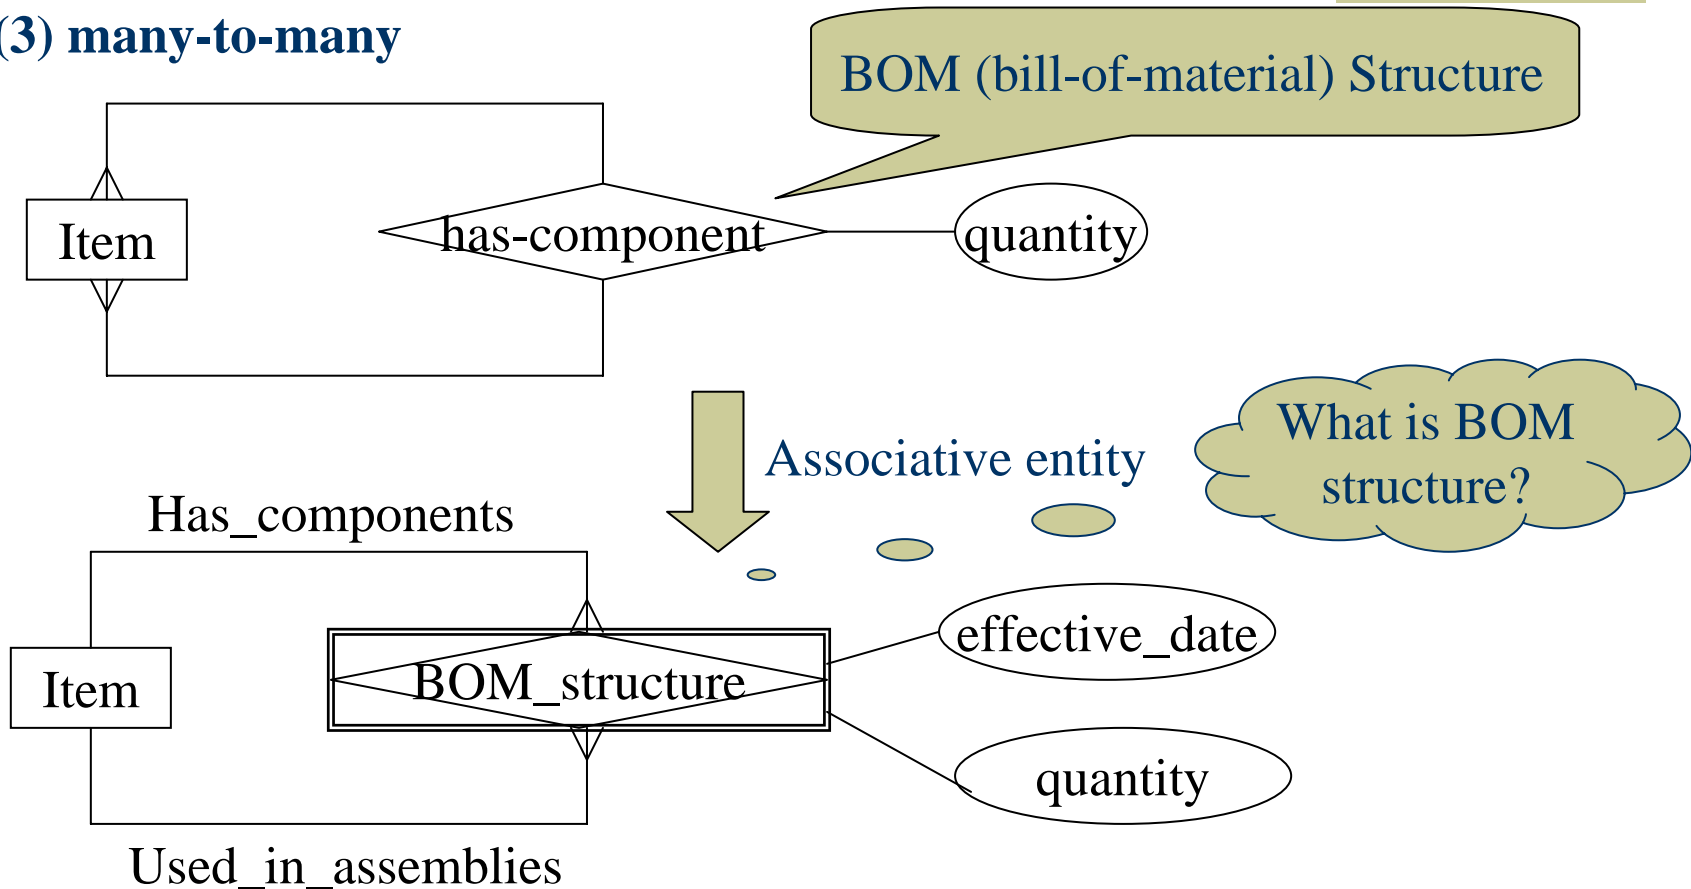 (3) many-to-many
BOM (bill-of-material) Structure
Item
has-component
quantity
What is BOM
structure?
Associative entity
Has_components
effective_date
Item
BOM_structure
quantity
Used_in_assemblies